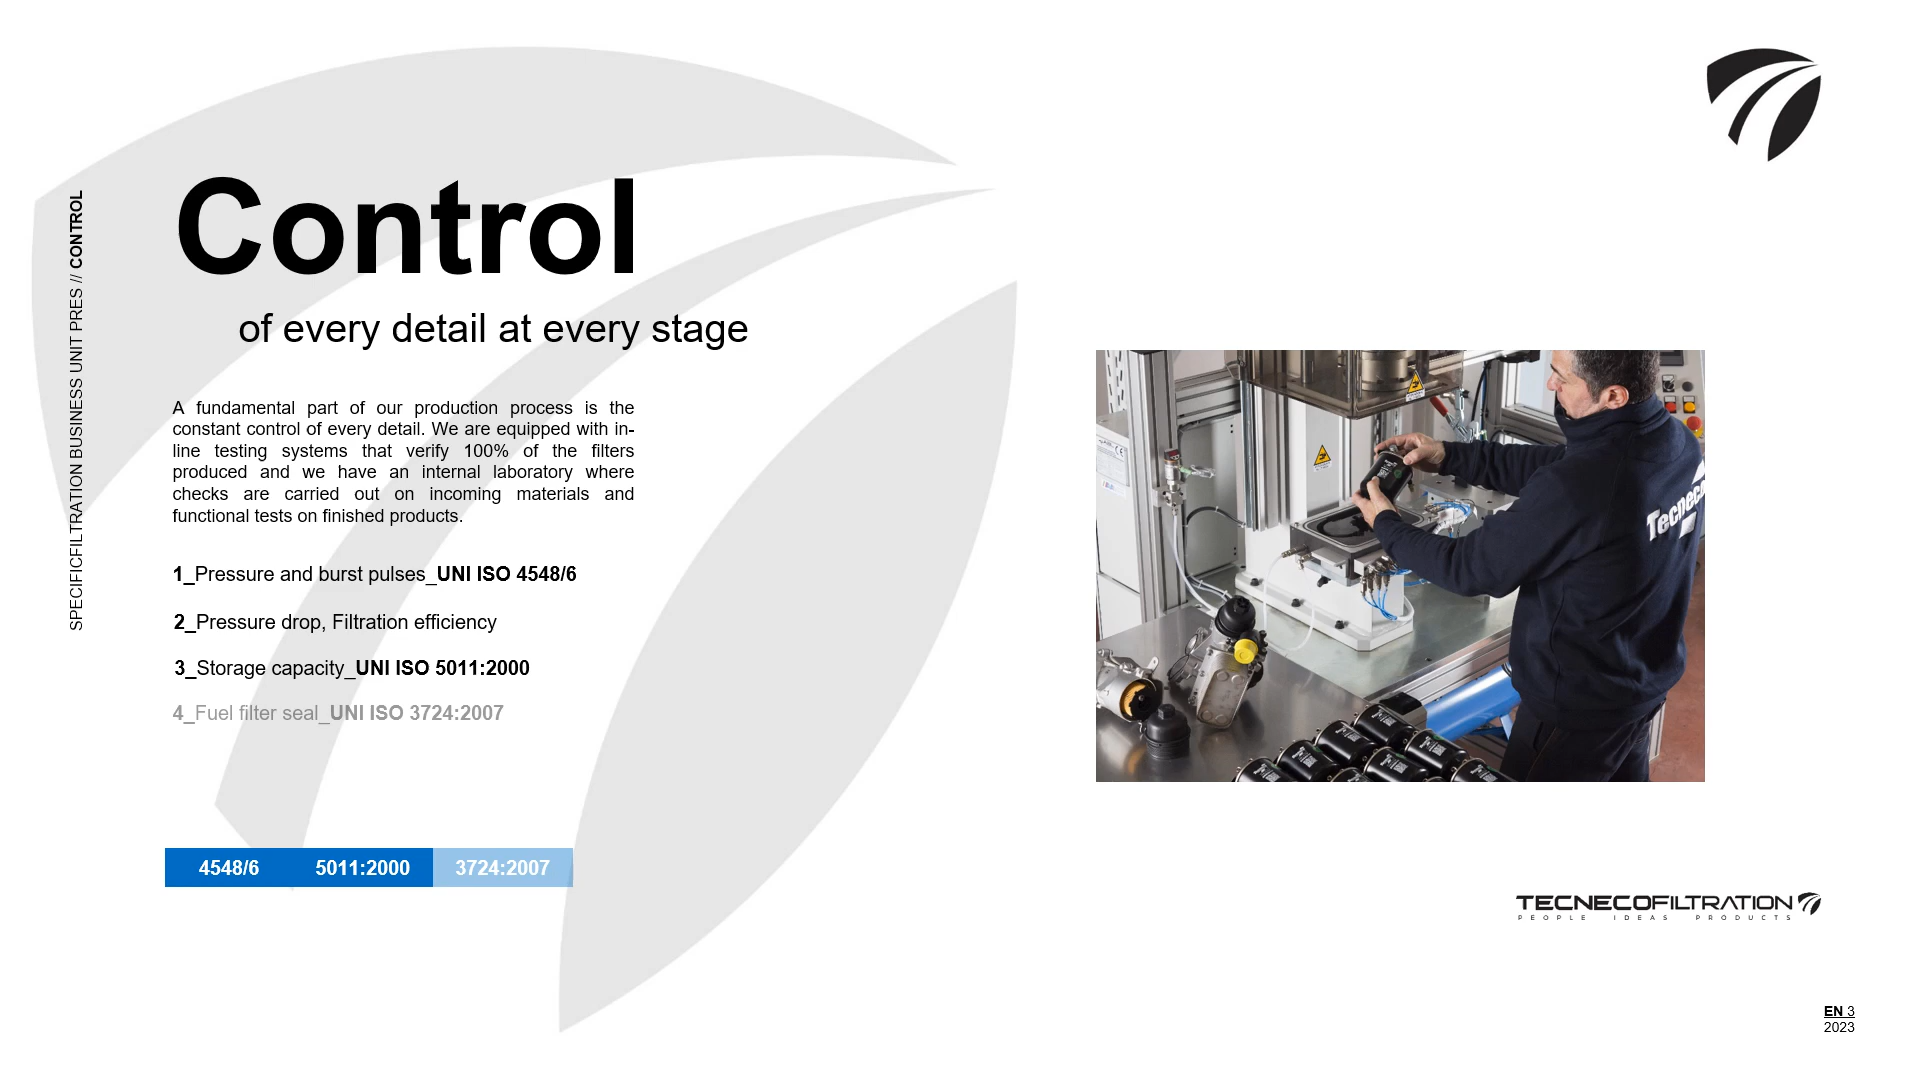 SPECIFICFILTRATION BUSINESS UNIT PRES // CONTROL
Control
of every detail at every stage
A fundamental part of our production process is the
constant control of every detail. We are equipped with in-
line testing systems that verify 100% of the filters
produced and we have an internal laboratory where
checks are carried out on incoming materials and
functional tests on finished products.
1_Pressure and burst pulses_UNI ISO 4548/6
2_Pressure drop, Filtration efficiency
3_Storage capacity_UNI ISO 5011:2000
4_Fuel filter seal_UNI ISO 3724:2007
4548/6 5011:2000 3724:2007
TECNECOFILTRATION
PEOPLE IDEAS PRODUCTS
EN 3
2023